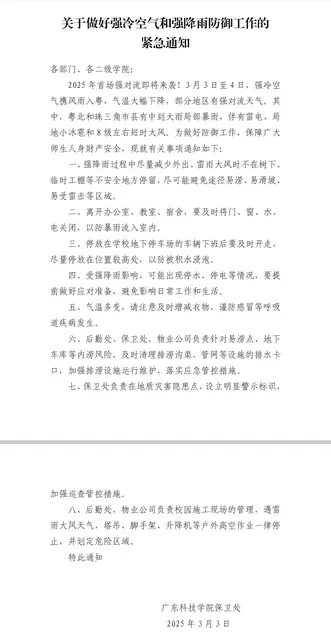 关于做好强冷空气和强降雨防御工作的
紧急通知
各部门、各二级学院：
2025 年首场强对流即将来袭！3 月 3 日至 4 日，强冷空
气携风雨入粤，气温大幅下降，部分地区有强对流天气。其
中，粤北和珠三角市县有中到大雨局部暴雨，伴有雷电、局
地小冰雹和 8 级左右短时大风。为做好防御工作，保障广大
师生人身财产安全，现就有关事项通知如下：
一、强降雨过程中尽量减少外出，雷雨大风时不在树下、
临时工棚等不安全地方停留，尽可能避免途径易涝、易滑坡、
易受雷击等区域。
二、离开办公室、教室、宿舍，要及时将门、窗、水、
电关闭，以防暴雨流入室内。
三、停放在学校地下停车场的车辆下班后要及时开走，
尽量停放在位置较高处，以防被积水浸泡。
四、受强降雨影响，可能出现停水、停电等情况，要提
前做好应对准备，避免影响日常工作和生活。
五、气温多变，请注意及时增减衣物，谨防感冒等呼吸
道疾病发生。
六、后勤处、保卫处、物业公司负责针对易涝点、地下
车库等内涝风险，及时清理排涝沟渠、管网等设施的排水卡
口，加强排涝设施运行维护，落实应急管控措施。
七、保卫处负责在地质灾害隐患点，设立明显警示标识，
加强巡查管控措施。
八、后勤处、物业公司负责校园施工现场的管理，遇雷
雨大风天气，塔吊、脚手架、升降机等户外高空作业一律停
止，并划定危险区域。
特此通知
广东科技学院保卫处
2025 年 3 月 3 日